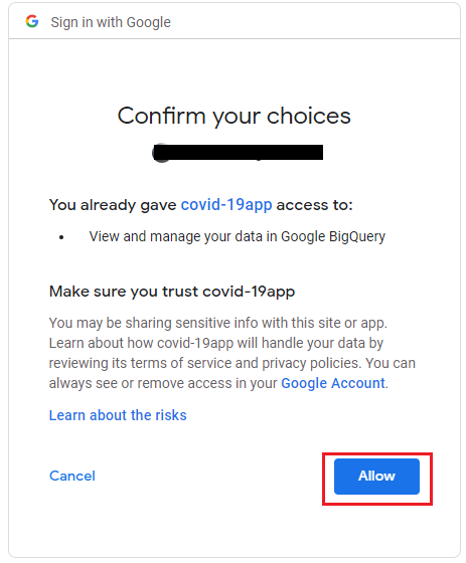 Sign in with Google
Confirm your choices
You already gave covid-19app access to:
View and manage your data in Google BigQuery
Make sure you trust covid-19app
You may be sharing sensitive info with this site or app.
Learn about how covid-19app will handle your data by
reviewing its terms of service and privacy policies. You can
always see or remove access in your Google Account.
Learn about the risks
Cancel
Allow